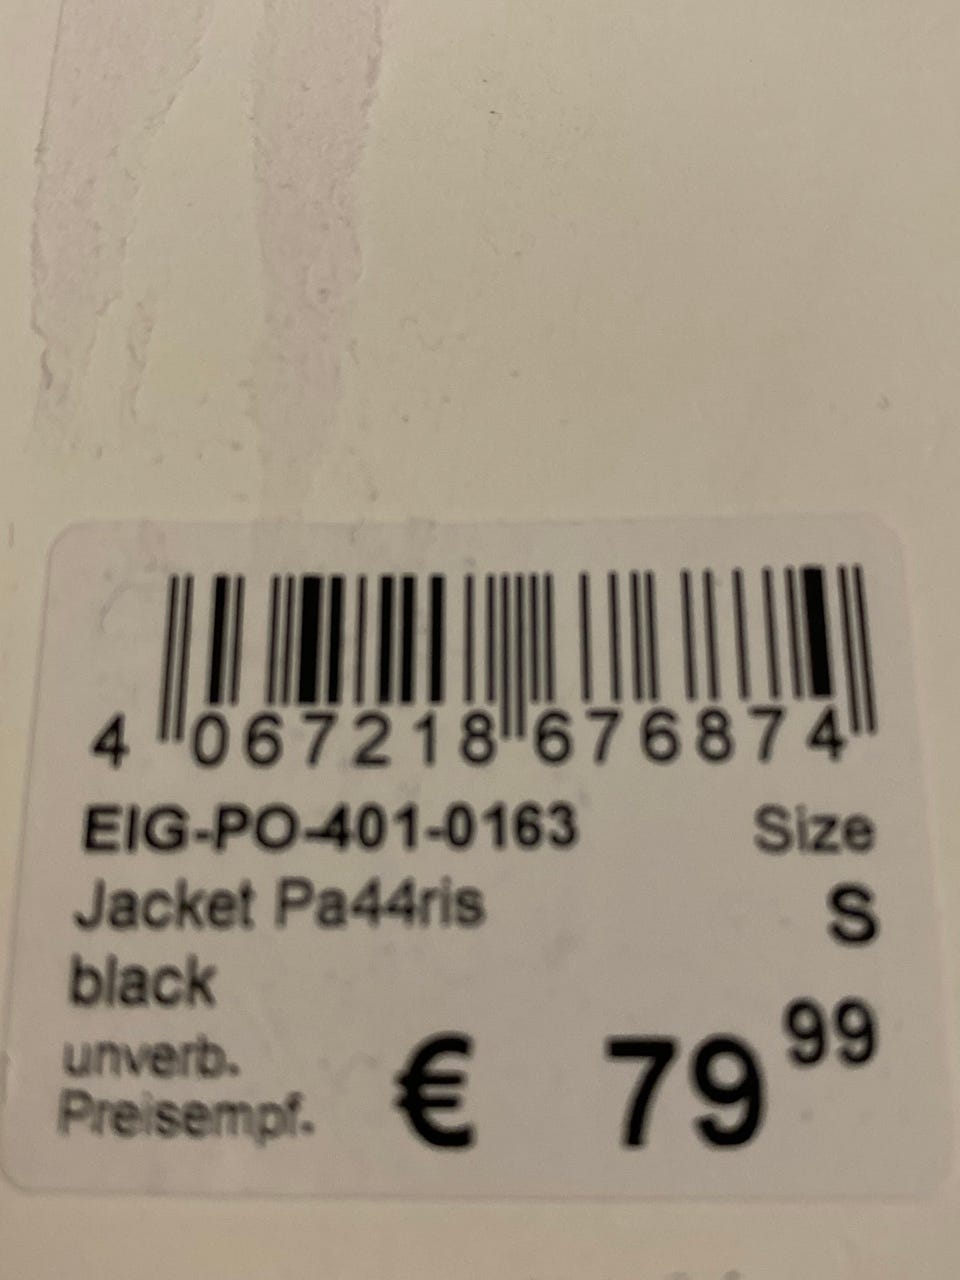 4 067218 676874
EIG-PO-401-0163 Size
Jacket Pa44ris S
black
unverb.
Preisempf. € 79 99